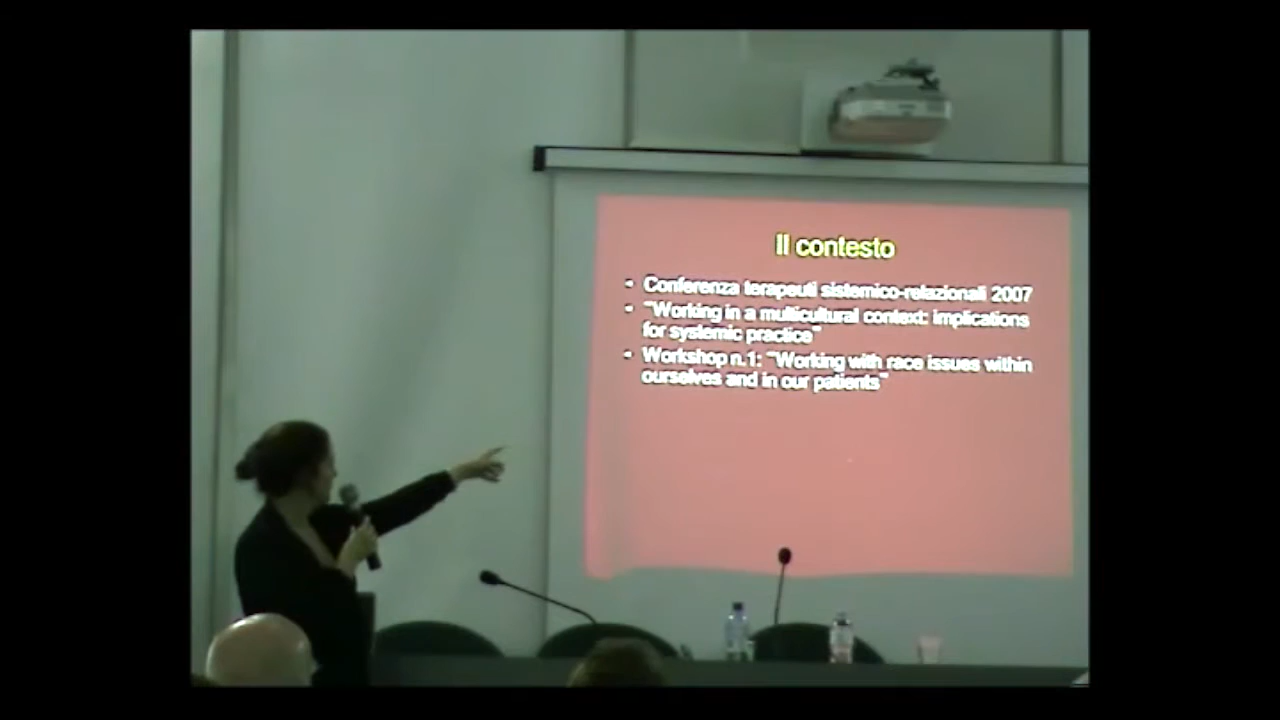 Il contesto
• Conferenza terapeuti sistemico-relazionali 2007
• "Working in a multicultural context: implications
for systemic practice"
• Workshop n.1: "Working with race issues within
ourselves and in our patients"